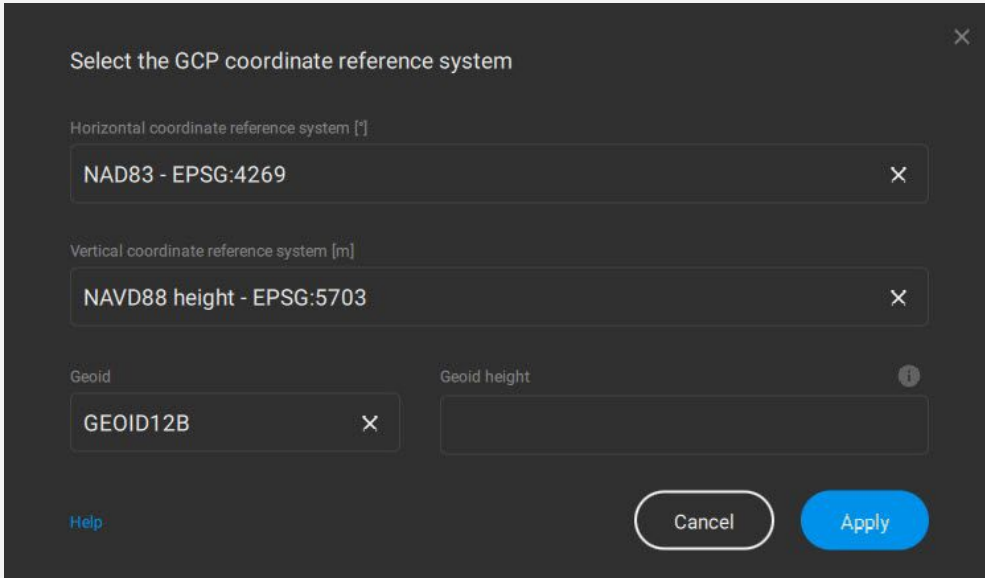 Select the GCP coordinate reference system
Horizontal coordinate reference system [°]
NAD83 - EPSG:4269
Vertical coordinate reference system [m]
NAVD88 height - EPSG:5703
Geoid
Geoid height
GEOID12B
Help
Cancel
Apply